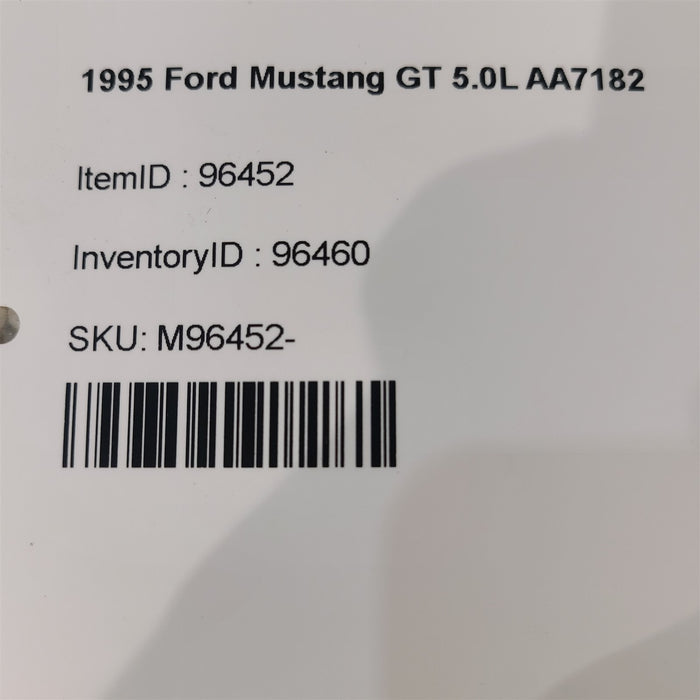 1995 Ford Mustang GT 5.0L AA7182
ItemID : 96452
InventoryID : 96460
SKU: M96452-